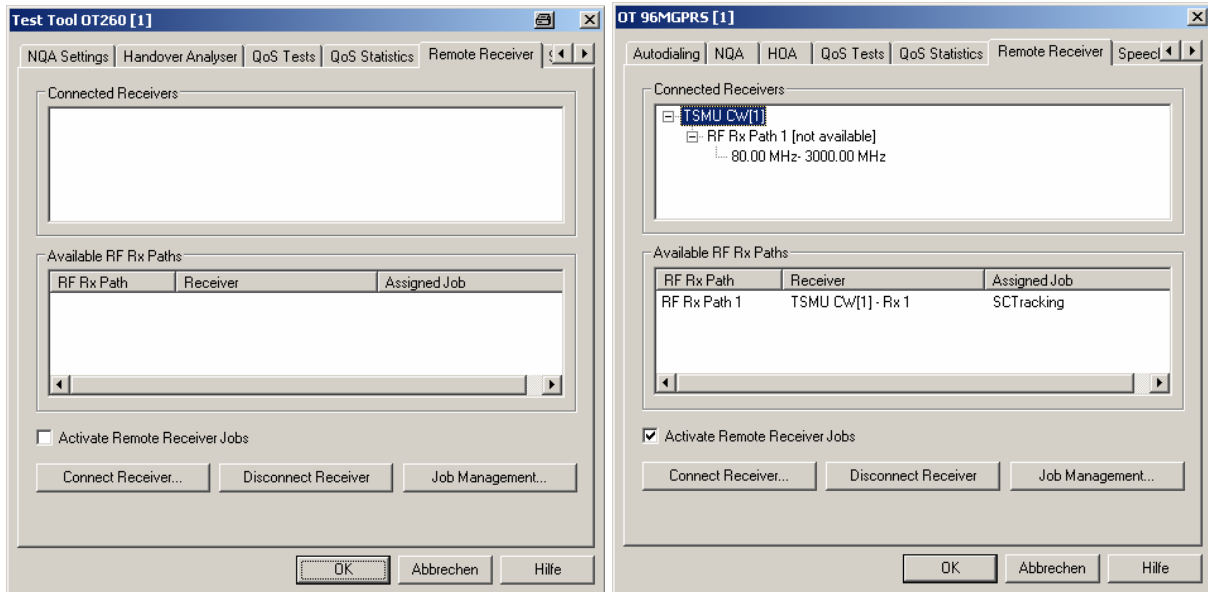 Test Tool OT260 [1]
NQA Settings Handover Analyser QoS Tests QoS Statistics Remote Receiver
Connected Receivers
Available RF Rx Paths
RF Rx Path Receiver Assigned Job
Activate Remote Receiver Jobs
Connect Receiver... Disconnect Receiver Job Management...
OK Abbrechen Hilfe
OT 96MGPRS [1]
Autodialing NQA HOA QoS Tests QoS Statistics Remote Receiver Speecl
Connected Receivers
TSMU CW[1]
RF Rx Path 1 [not available]
80.00 MHz- 3000.00 MHz
Available RF Rx Paths
RF Rx Path Receiver Assigned Job
RF Rx Path 1 TSMU CW[1] - Rx 1 SCTracking
Activate Remote Receiver Jobs
Connect Receiver... Disconnect Receiver Job Management...
OK Abbrechen Hilfe